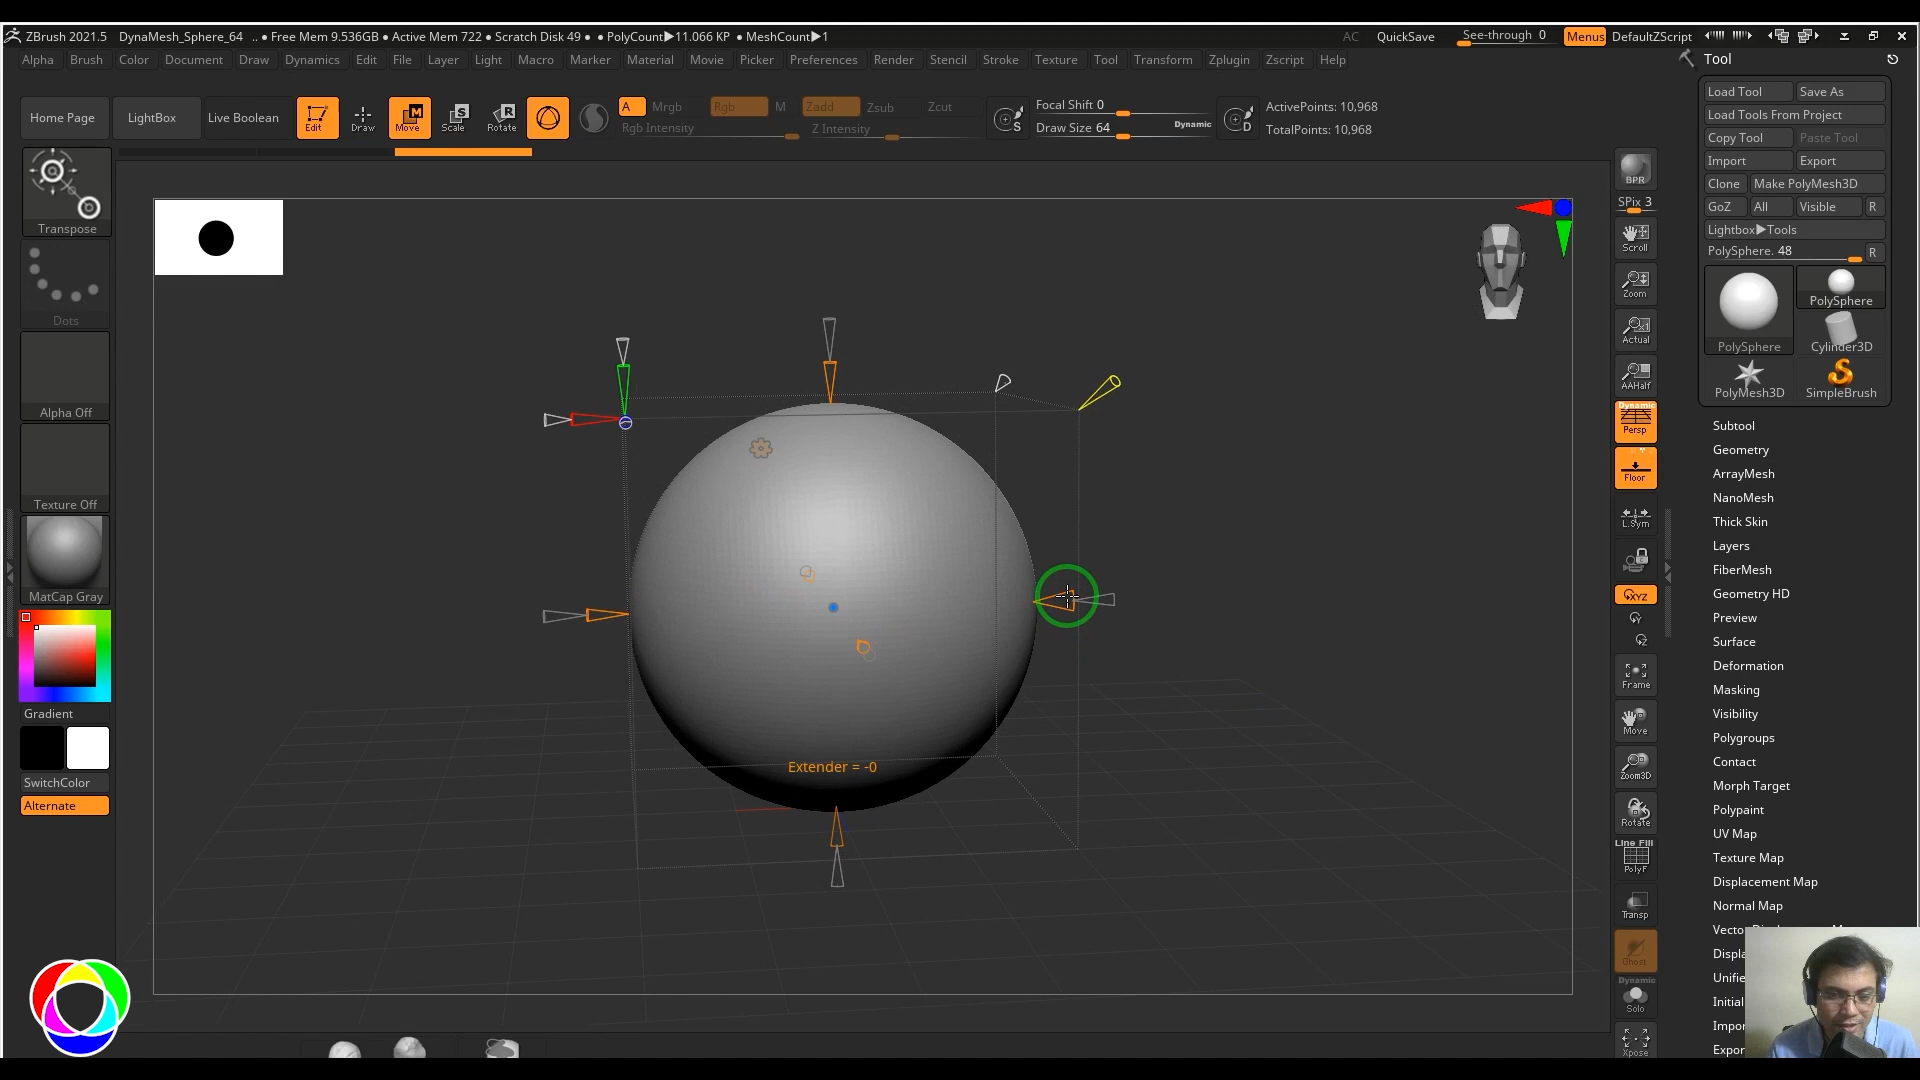 ZBrush 2021.5 DynaMesh_Sphere_64 .. ● Free Mem 9.536GB ● Active Mem 722 ● Scratch Disk 49 ● ● PolyCount▶11.066 KP ● MeshCount▶1 AC QuickSave See-through 0 Menus DefaultZScript
Alpha Brush Color Document Draw Dynamics Edit File Layer Light Macro Marker Material Movie Picker Preferences Render Stencil Stroke Texture Tool Transform Zplugin Zscript Help
Home Page LightBox Live Boolean Edit Draw Move Scale Rotate
M S R
A Mrgb Rgb M Zadd Zsub Zcut
Rgb Intensity Z Intensity
S Focal Shift 0
Draw Size 64 Dynamic
D ActivePoints: 10,968
TotalPoints: 10,968
Transpose
Dots
Alpha Off
Texture Off
MatCap Gray
Gradient
SwitchColor
Alternate
Extender = -0
BPR
SPix 3
Scroll
Zoom
Actual
AAHalf
Dynamic
Persp
Floor
L.Sym
XYZ
Frame
Move
Zoom3D
Rotate
Line Fill
PolyF
Transp
Ghost
Dynamic
Solo
Xpose
Tool
Load Tool Save As
Load Tools From Project
Copy Tool Paste Tool
Import Export
Clone Make PolyMesh3D
GoZ All Visible R
Lightbox▶Tools
PolySphere. 48 R
PolySphere
PolySphere
Cylinder3D
PolyMesh3D SimpleBrush
Subtool
Geometry
ArrayMesh
NanoMesh
Thick Skin
Layers
FiberMesh
Geometry HD
Preview
Surface
Deformation
Masking
Visibility
Polygroups
Contact
Morph Target
Polypaint
UV Map
Texture Map
Displacement Map
Normal Map
Vecto
Displa
Unifie
Initial
Impor
Expor